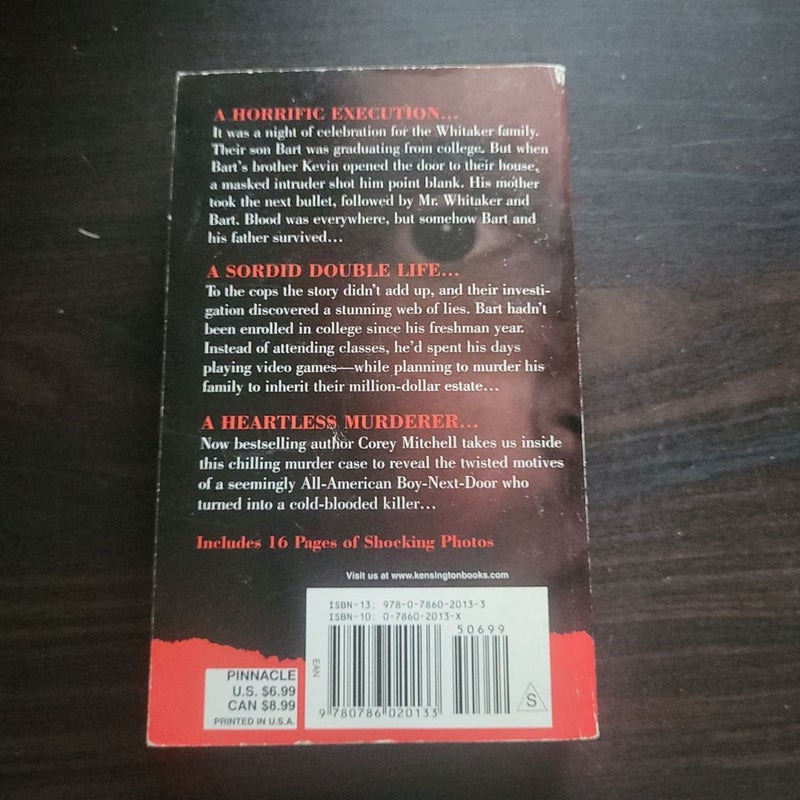 A HORRIFIC EXECUTION...
It was a night of celebration for the Whitaker family.
Their son Bart was graduating from college. But when
Bart's brother Kevin opened the door to their house,
a masked intruder shot him point blank. His mother
took the next bullet, followed by Mr. Whitaker and
Bart. Blood was everywhere, but somehow Bart and
his father survived...
A SORDID DOUBLE LIFE...
To the cops the story didn't add up, and their investi-
gation discovered a stunning web of lies. Bart hadn't
been enrolled in college since his freshman year.
Instead of attending classes, he'd spent his days
playing video games—while planning to murder his
family to inherit their million-dollar estate...
A HEARTLESS MURDERER...
Now bestselling author Corey Mitchell takes us inside
this chilling murder case to reveal the twisted motives
of a seemingly All-American Boy-Next-Door who
turned into a cold-blooded killer...
Includes 16 Pages of Shocking Photos
Visit us at www.kensingtonbooks.com
ISBN-13: 978-0-7860-2013-3
ISBN-10: 0-7860-2013-X
50699
EAN
9 780786 020133
S
PINNACLE
U.S. $6.99
CAN $8.99
PRINTED IN U.S.A.